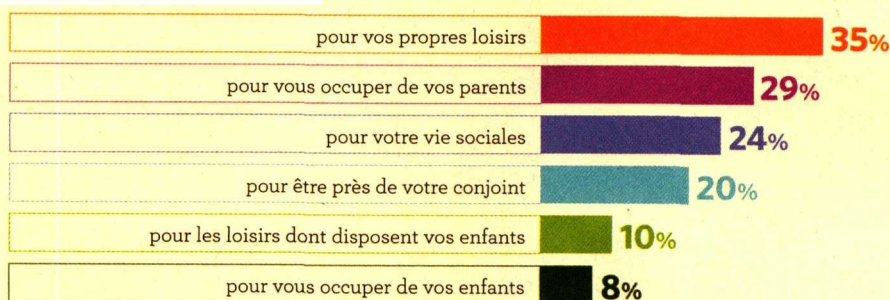 pour vos propres loisirs 35%
pour vous occuper de vos parents 29%
pour votre vie sociales 24%
pour être près de votre conjoint 20%
pour les loisirs dont disposent vos enfants 10%
pour vous occuper de vos enfants 8%